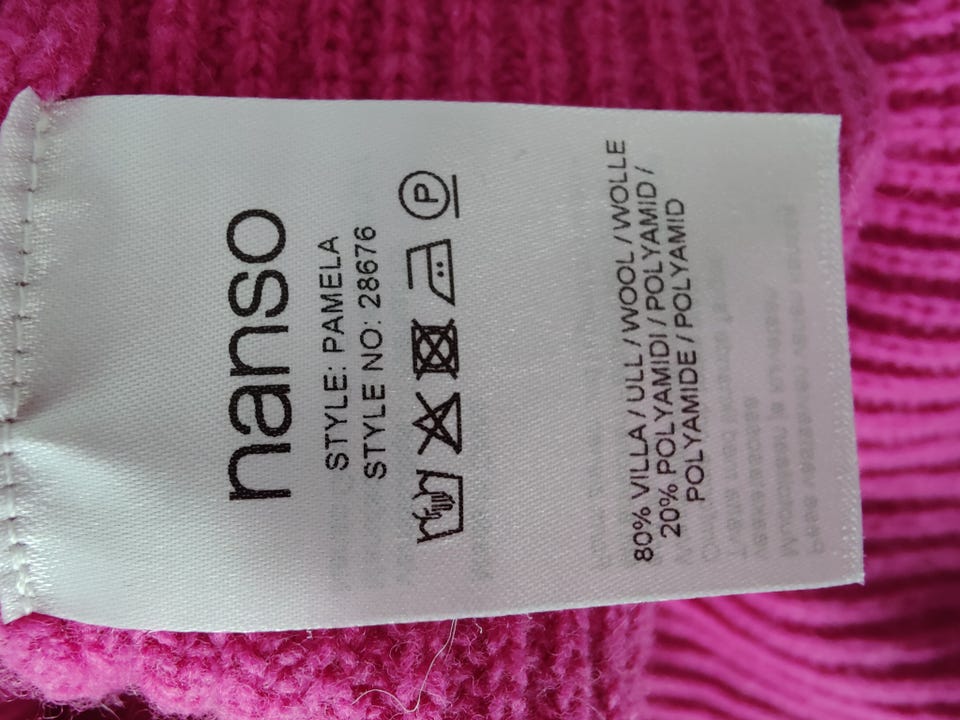 nanso
STYLE: PAMELA
STYLE NO: 28676
P
80% VILLA / ULL / WOOL / WOLLE
20% POLYAMIDI / POLYAMID /
POLYAMIDE / POLYAMID